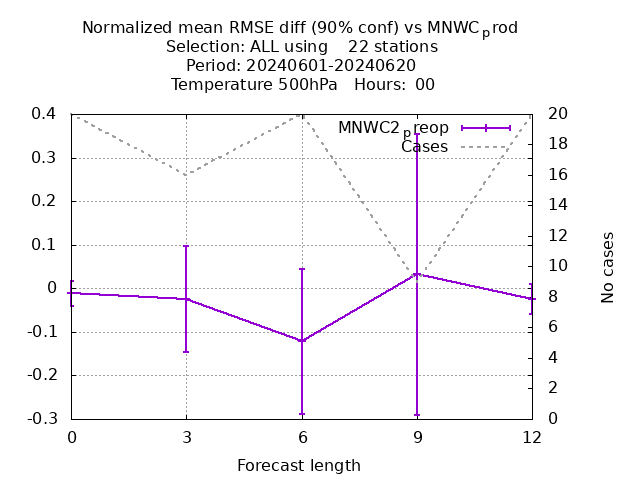 Normalized mean RMSE diff (90% conf) vs MNWCprod
Selection: ALL using    22 stations
Period: 20240601-20240620
Temperature 500hPa   Hours:  00
MNWC2preop
Cases
0.4
0.3
0.2
0.1
0
-0.1
-0.2
-0.3
20
18
16
14
12
10
8
6
4
2
0
No cases
0 3 6 9 12
Forecast length